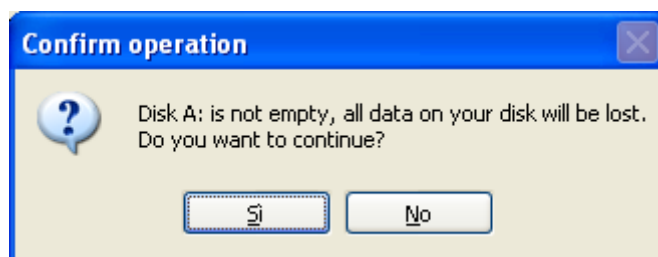 Confirm operation
Disk A: is not empty, all data on your disk will be lost.
Do you want to continue?
Sì
No